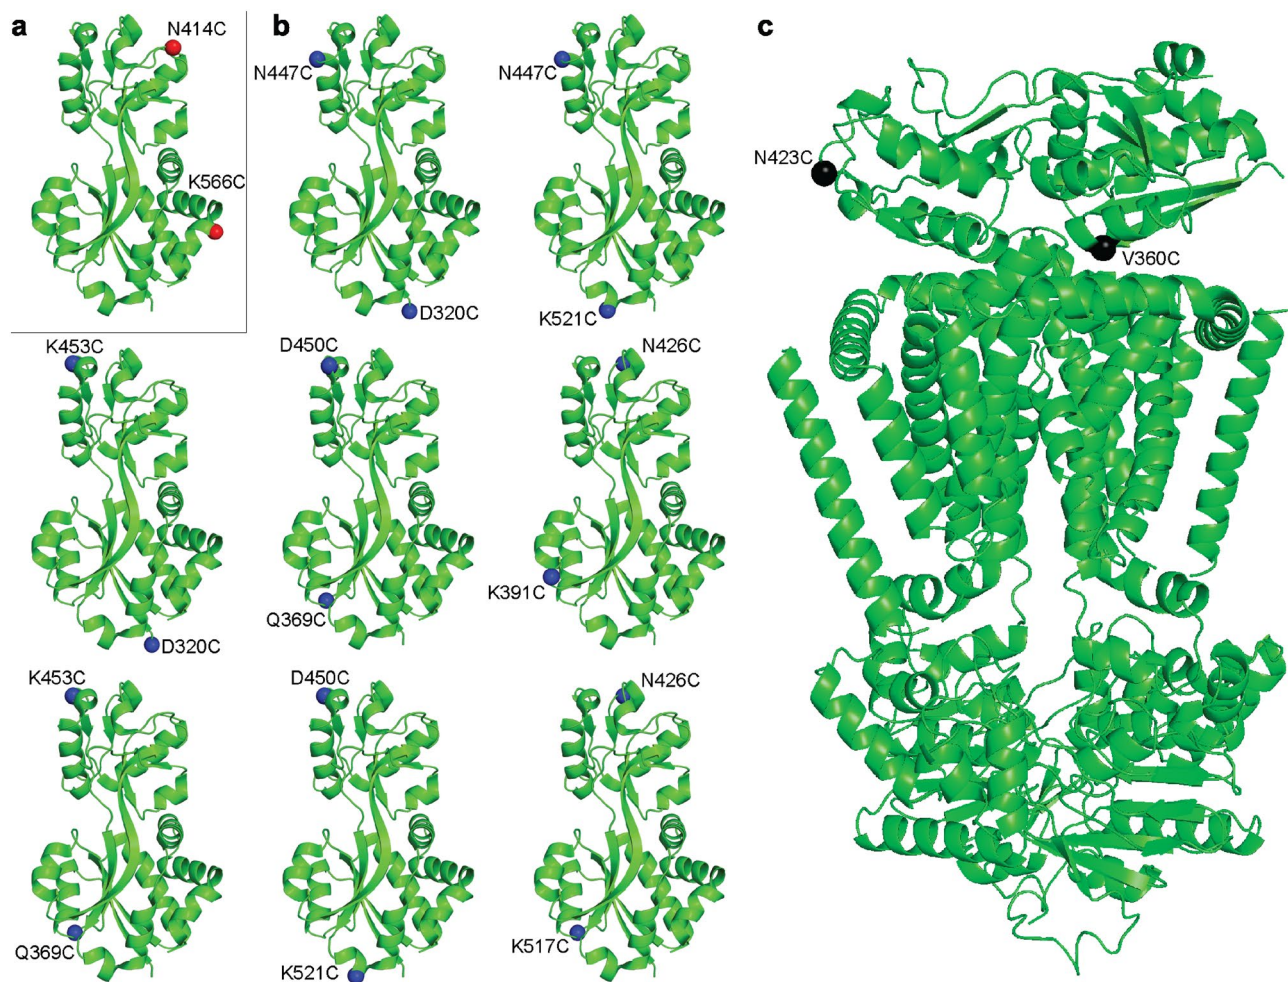 a
N414C
K566C
b
N447C
D320C
N447C
K521C
c
N423C
V360C
K453C
D320C
D450C
Q369C
N426C
K391C
K453C
Q369C
D450C
K521C
N426C
K517C